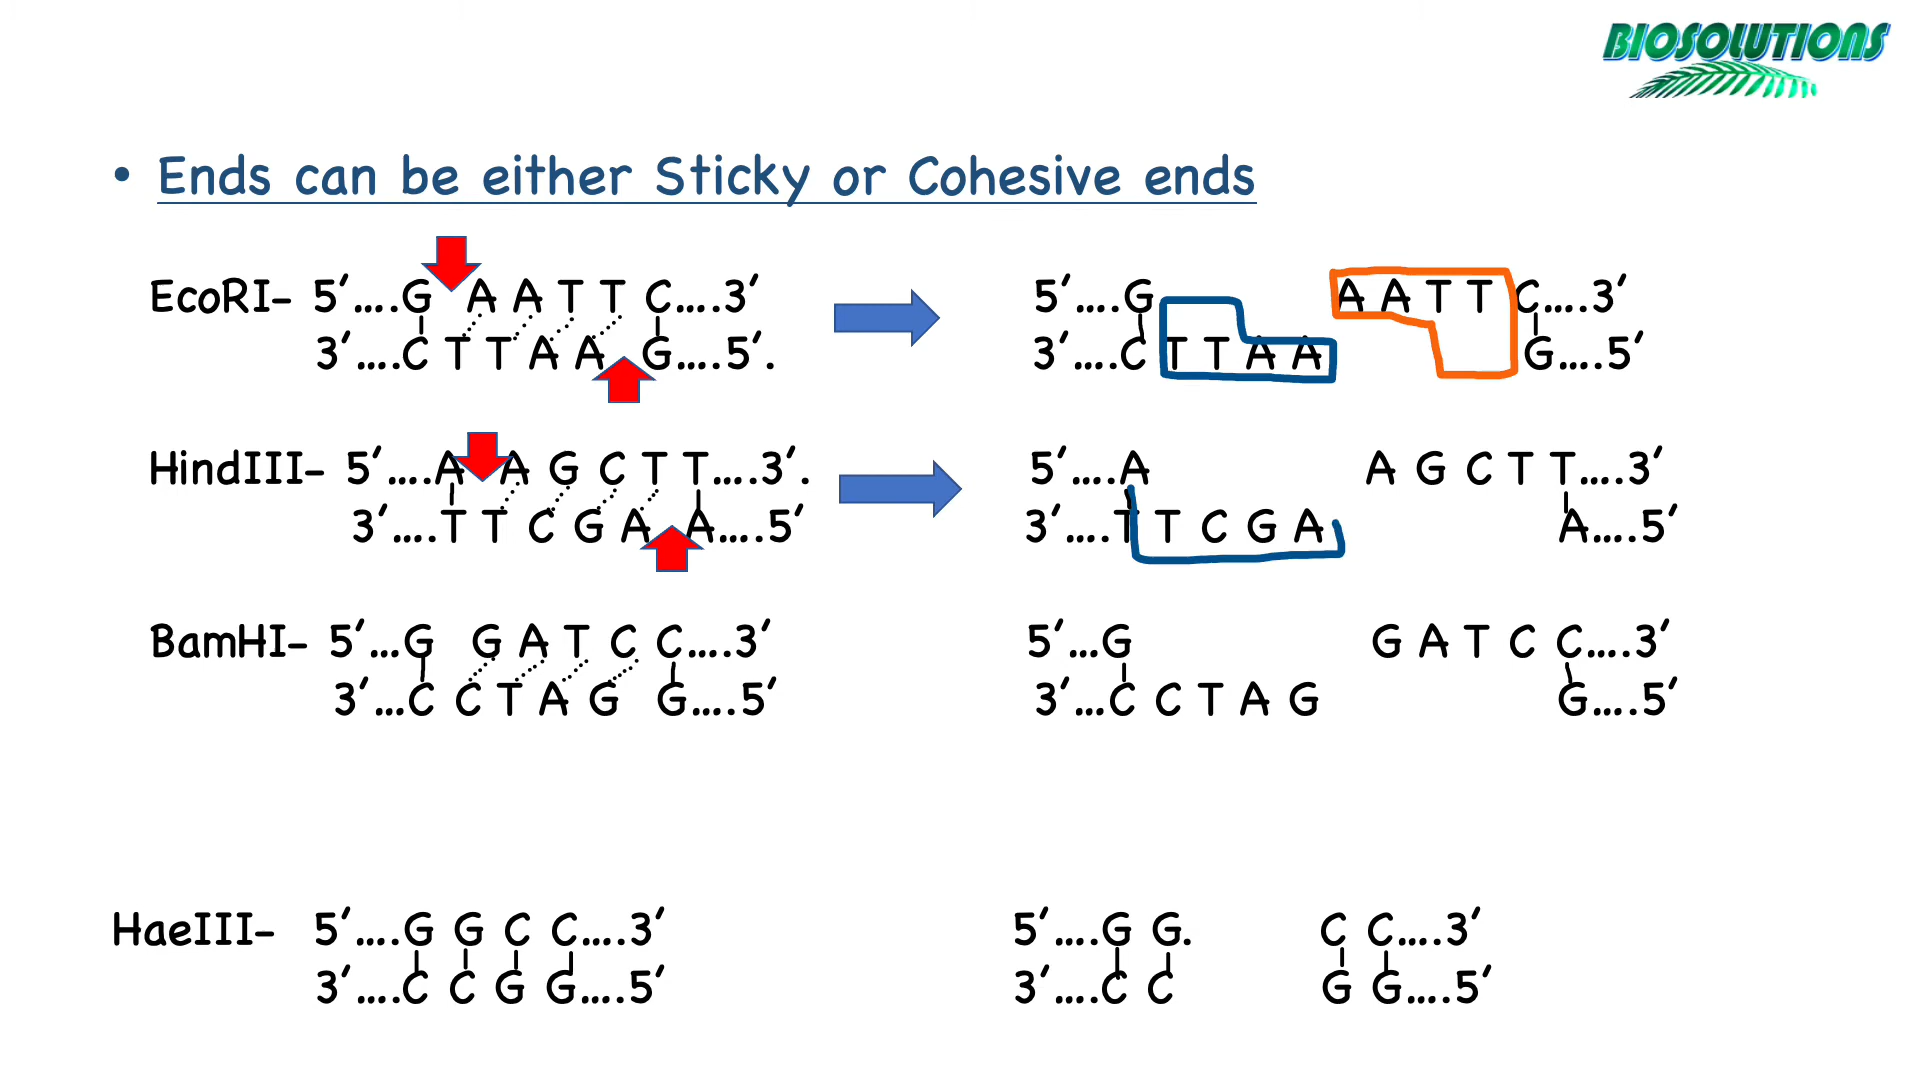 BIOSOLUTIONS
• Ends can be either Sticky or Cohesive ends
EcoRI- 5′....G A A T T C....3′ 5′....G A A T T C....3′
3′....C T T A A G....5′. 3′....C T T A A G....5′
HindIII- 5′....A A G C T T....3′. 5′....A A G C T T....3′
3′....T T C G A A....5′ 3′....T T C G A A....5′
BamHI- 5′...G G A T C C....3′ 5′...G G A T C C....3′
3′...C C T A G G....5′ 3′...C C T A G G....5′
HaeIII- 5′....G G C C....3′ 5′....G G. C C....3′
3′....C C G G....5′ 3′....C C G G....5′